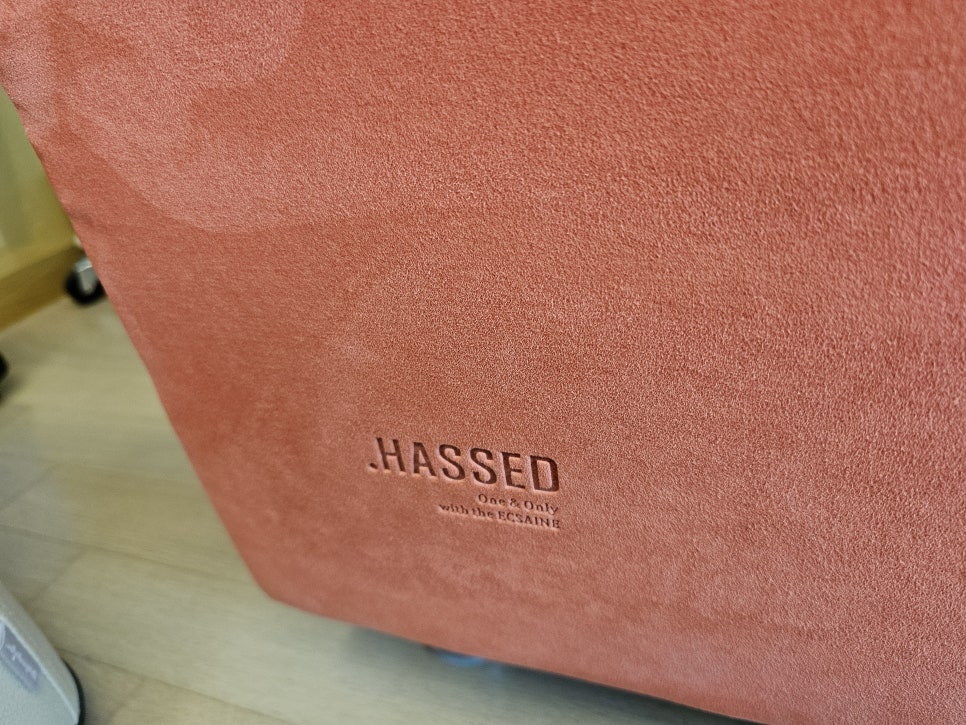 .HASSED
One & Only
with the ECSAINE